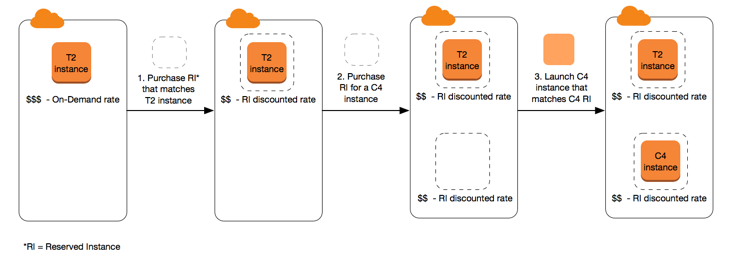 T2
instance
$$$ - On-Demand rate
1. Purchase RI*
that matches
T2 instance
T2
instance
$$ - RI discounted rate
2. Purchase
RI for a C4
instance
T2
instance
$$ - RI discounted rate
$$ - RI discounted rate
3. Launch C4
instance that
matches C4 RI
T2
instance
$$ - RI discounted rate
C4
instance
$$ - RI discounted rate
*RI = Reserved Instance